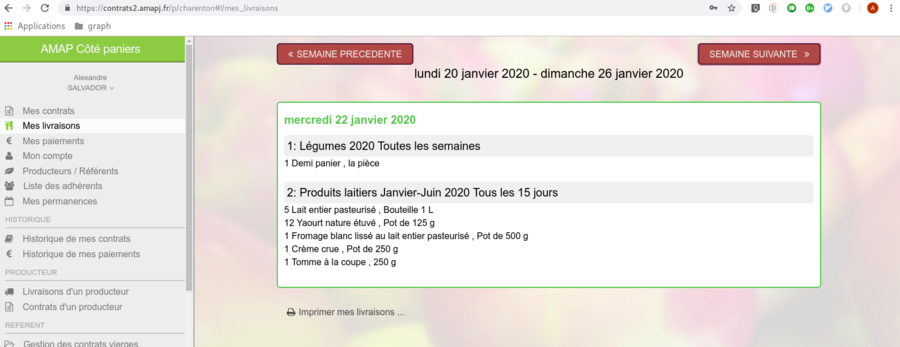 https://contrats2.amapj.fr/p/charenton#!/mes_livraisons
A
Applications
graph
AMAP Côté paniers
Alexandre
SALVADOR
Mes contrats
Mes livraisons
Mes paiements
Mon compte
Producteurs / Référents
Liste des adhérents
Mes permanences
HISTORIQUE
Historique de mes contrats
Historique de mes paiements
PRODUCTEUR
Livraisons d'un producteur
Contrats d'un producteur
REFERENT
Gestion des contrats vierges
« SEMAINE PRECEDENTE
SEMAINE SUIVANTE »
lundi 20 janvier 2020 - dimanche 26 janvier 2020
mercredi 22 janvier 2020
1: Légumes 2020 Toutes les semaines
1 Demi panier , la pièce
2: Produits laitiers Janvier-Juin 2020 Tous les 15 jours
5 Lait entier pasteurisé , Bouteille 1 L
12 Yaourt nature étuvé , Pot de 125 g
1 Fromage blanc lissé au lait entier pasteurisé , Pot de 500 g
1 Crème crue , Pot de 250 g
1 Tomme à la coupe , 250 g
Imprimer mes livraisons ...